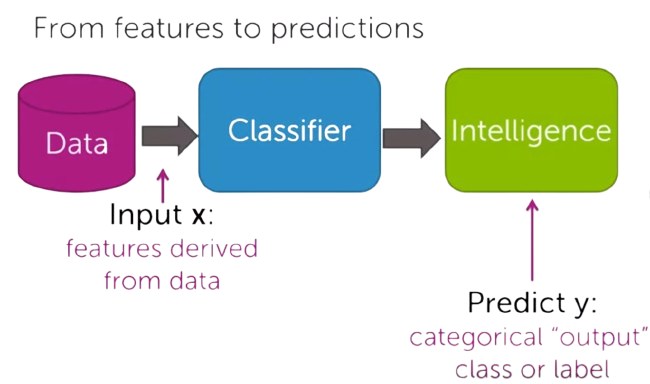 From features to predictions
Data
Classifier
Intelligence
Input x:
features derived
from data
Predict y:
categorical “output”
class or label